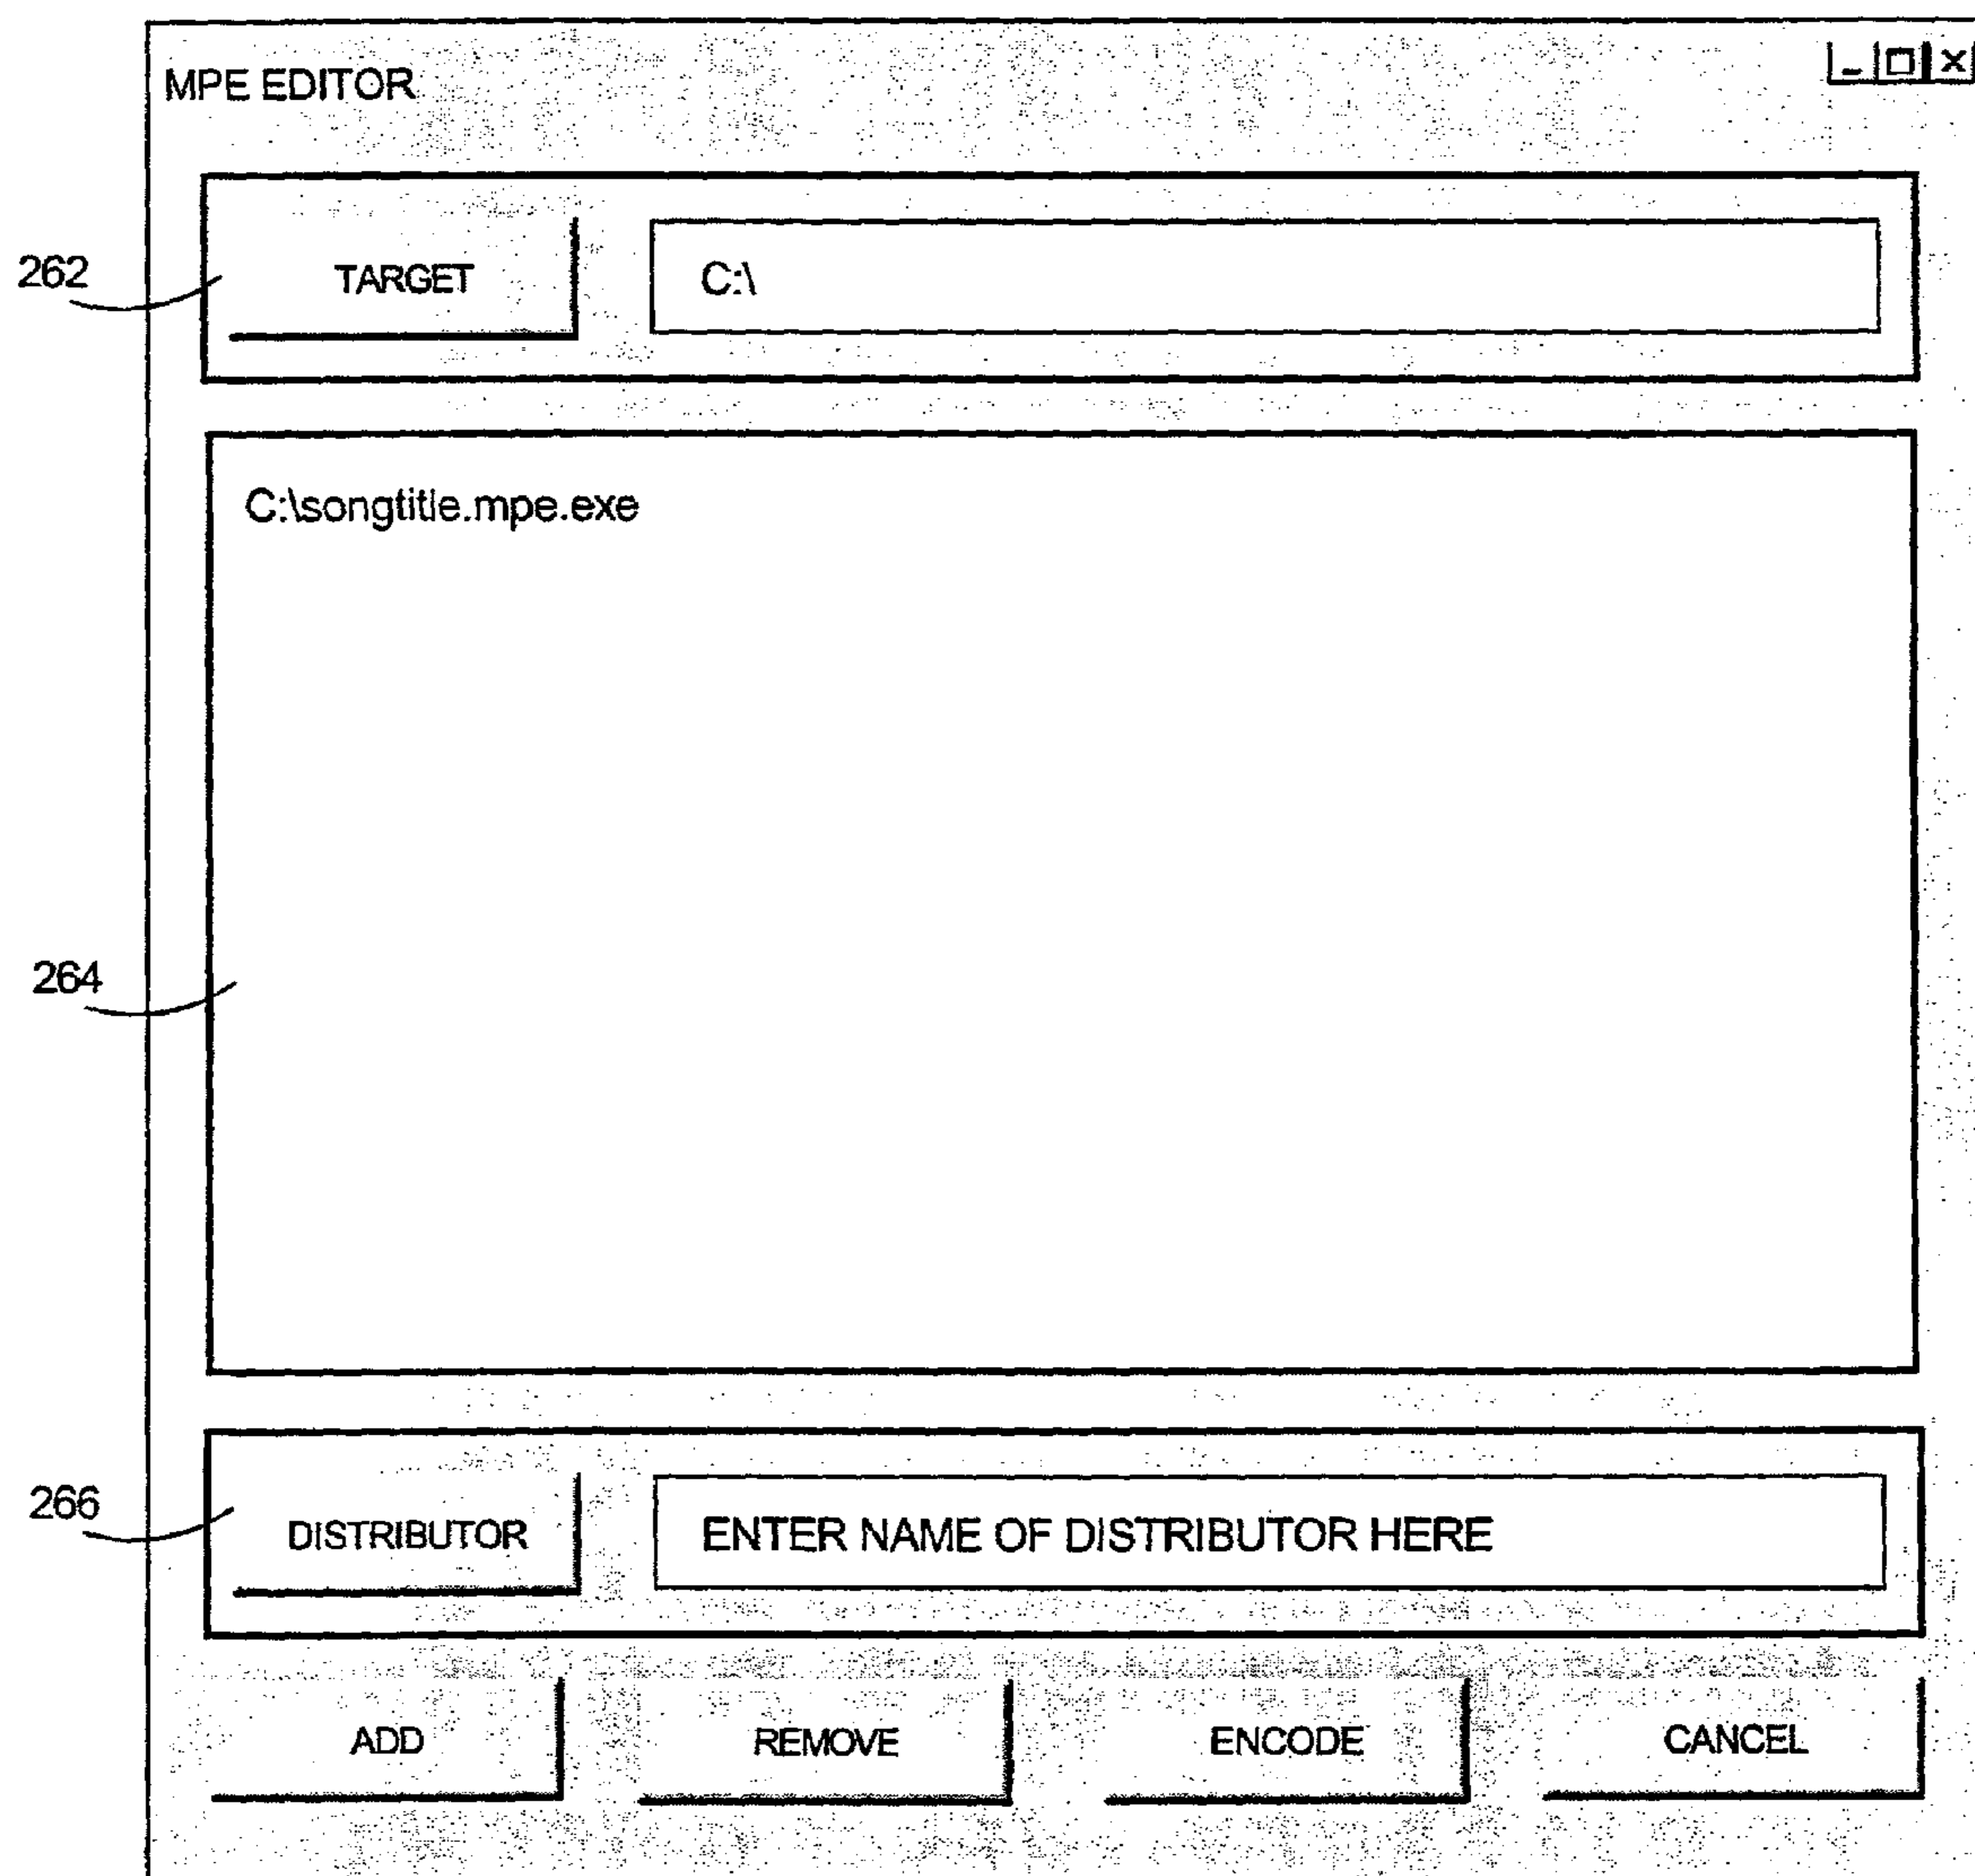 MPE EDITOR
262
TARGET
C:\
C:\songtitle.mpe.exe
264
266
DISTRIBUTOR
ENTER NAME OF DISTRIBUTOR HERE
ADD
REMOVE
ENCODE
CANCEL